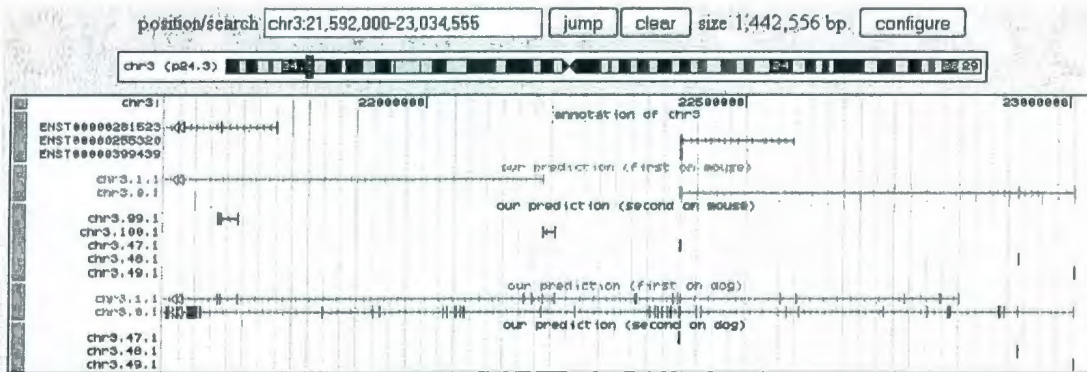 position/search chr3:21,592,000-23,034,555 jump clear size 1,442,556 bp. configure
chr3 (p24.3)
chr3: 22000000 22500000 23000000
annotation of chr3
ENST00000281523
ENST00000255320
ENST00000399439
our prediction (first on mouse)
chr3.1.1
chr3.0.1
our prediction (second on mouse)
chr3.99.1
chr3.100.1
chr3.47.1
chr3.48.1
chr3.49.1
our prediction (first on dog)
chr3.1.1
chr3.0.1
our prediction (second on dog)
chr3.47.1
chr3.48.1
chr3.49.1